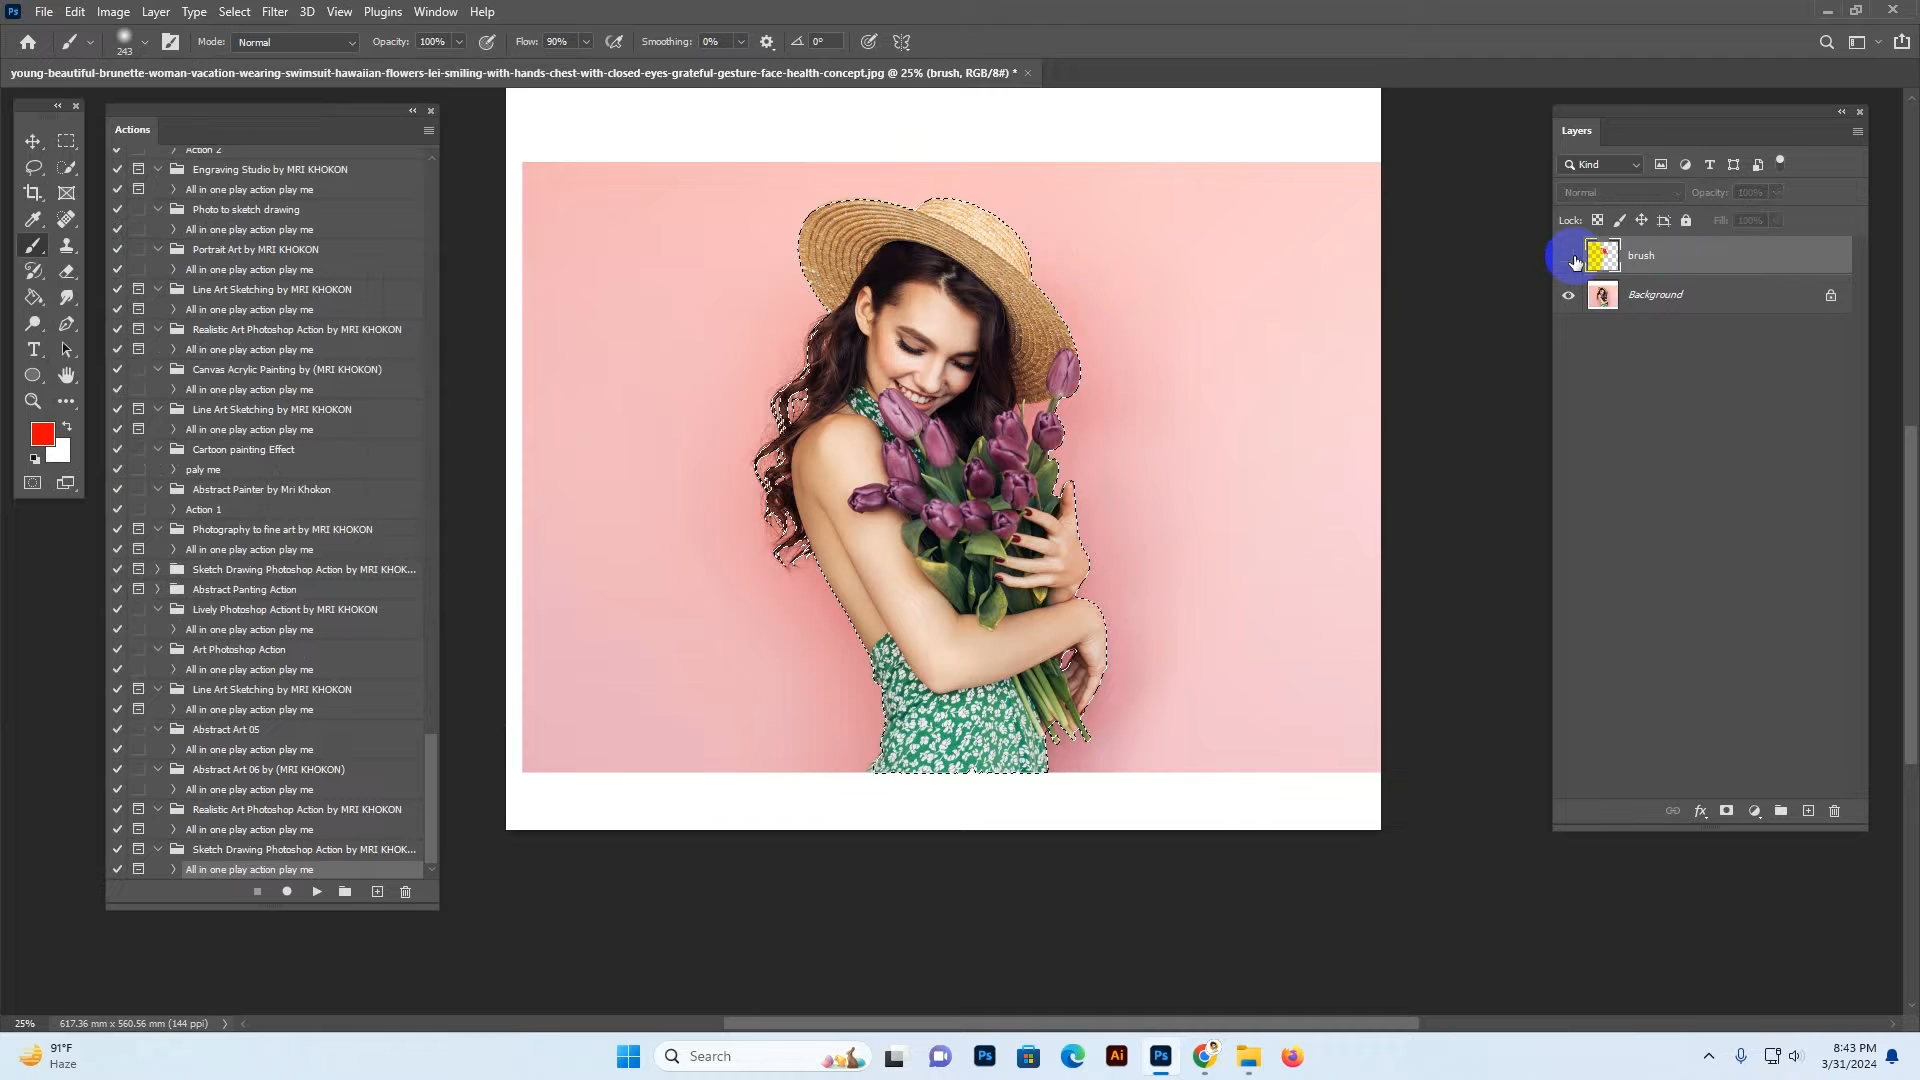 Ps File Edit Image Layer Type Select Filter 3D View Plugins Window Help
243 Mode: Normal Opacity: 100% Flow: 90% Smoothing: 0% 0°
young-beautiful-brunette-woman-vacation-wearing-swimsuit-hawaiian-flowers-lei-smiling-with-hands-chest-with-closed-eyes-grateful-gesture-face-health-concept.jpg @ 25% (brush, RGB/8#) * ×
Actions
Action 2
Engraving Studio by MRI KHOKON
All in one play action play me
Photo to sketch drawing
All in one play action play me
Portrait Art by MRI KHOKON
All in one play action play me
Line Art Sketching by MRI KHOKON
All in one play action play me
Realistic Art Photoshop Action by MRI KHOKON
All in one play action play me
Canvas Acrylic Painting by (MRI KHOKON)
All in one play action play me
Line Art Sketching by MRI KHOKON
All in one play action play me
Cartoon painting Effect
paly me
Abstract Painter by Mri Khokon
Action 1
Photography to fine art by MRI KHOKON
All in one play action play me
Sketch Drawing Photoshop Action by MRI KHOK...
Abstract Panting Action
Lively Photoshop Actiont by MRI KHOKON
All in one play action play me
Art Photoshop Action
All in one play action play me
Line Art Sketching by MRI KHOKON
All in one play action play me
Abstract Art 05
All in one play action play me
Abstract Art 06 by (MRI KHOKON)
All in one play action play me
Realistic Art Photoshop Action by MRI KHOKON
All in one play action play me
Sketch Drawing Photoshop Action by MRI KHOK...
All in one play action play me
Layers
Kind
Normal Opacity: 100%
Lock: Fill: 100%
brush
Background
fx
25% 617.36 mm x 560.56 mm (144 ppi)
91°F
Haze
Search
Ps
Ai
Ps
8:43 PM
3/31/2024